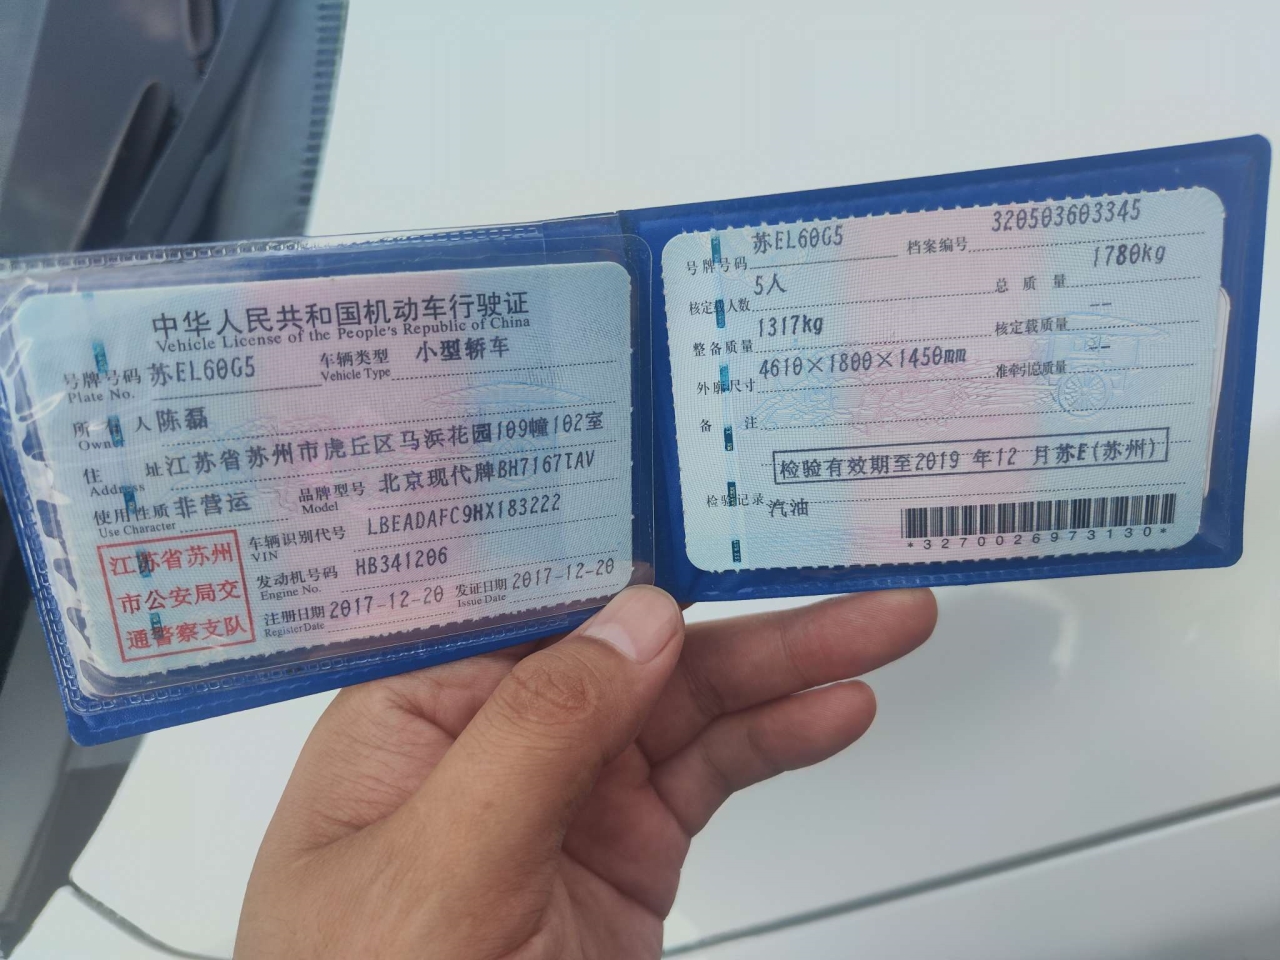 中华人民共和国机动车行驶证
Vehicle License of the People's Republic of China
号牌号码 苏EL60G5 车辆类型 小型轿车
Plate No. Vehicle Type
所有人 陈磊
Owner
住址 江苏省苏州市虎丘区马浜花园109幢102室
Address
使用性质 非营运 品牌型号 北京现代牌BH7167TAV
Use Character Model
车辆识别代号 LBEADAFC9HX183222
VIN
发动机号码 HB341206
Engine No.
注册日期 2017-12-20 发证日期 2017-12-20
Register Date Issue Date
江苏省苏州
市公安局交
通警察支队
号牌号码 苏EL60G5 档案编号 320503603345
核定载人数 5人 总质量 1780kg
整备质量 1317kg 核定载质量 --
外廓尺寸 4610×1800×1450mm 准牵引总质量 --
备注
检验有效期至2019 年12 月苏E(苏州)
检验记录 汽油
*3270026973130*